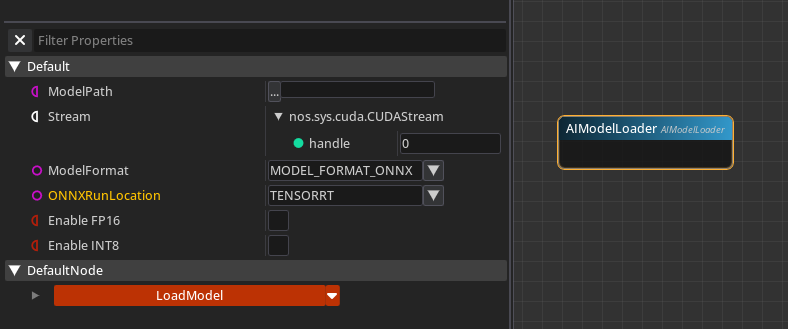 Filter Properties
Default
ModelPath ...
Stream nos.sys.cuda.CUDAStream
handle 0
ModelFormat MODEL_FORMAT_ONNX
ONNXRunLocation TENSORRT
Enable FP16
Enable INT8
DefaultNode
LoadModel
AIModelLoader AIModelLoader